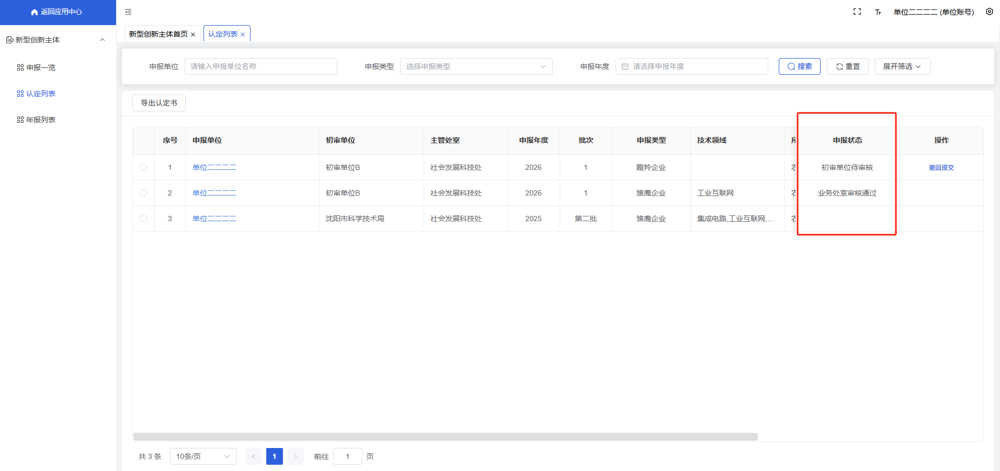 返回应用中心
单位二二二二 (单位账号)
新型创新主体
申报一览
认定列表
年报列表
新型创新主体首页 ×
认定列表 ×
申报单位 请输入申报单位名称 申报类型 选择申报类型 申报年度 请选择申报年度 搜索 重置 展开筛选
导出认定书
序号 申报单位 初审单位 主管处室 申报年度 批次 申报类型 技术领域 申报状态 操作
1 单位二二二二 初审单位B 社会发展科技处 2026 1 瞪羚企业 初审单位待审核 撤回提交
2 单位二二二二 初审单位B 社会发展科技处 2026 1 雏鹰企业 工业互联网 业务处室审核通过
3 单位二二二二 沈阳市科学技术局 社会发展科技处 2025 第二批 雏鹰企业 集成电路,工业互联网,...
共 3 条 10条/页 1 前往 1 页